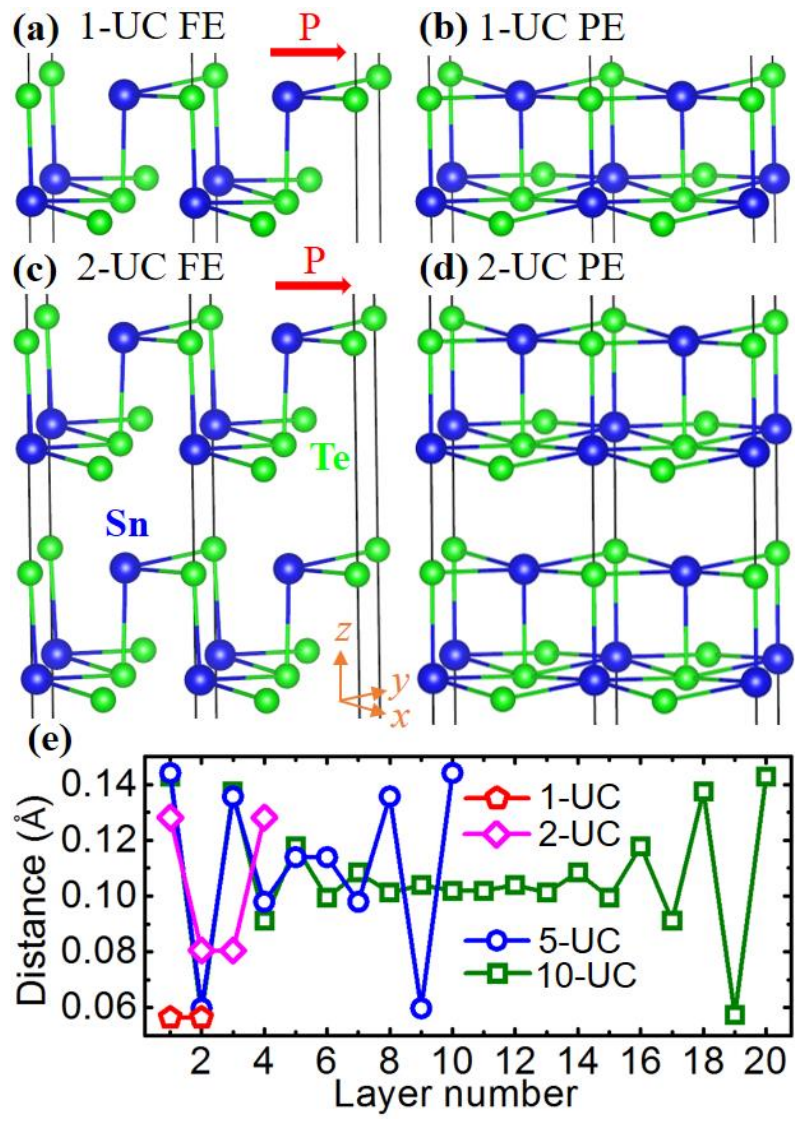 (a) 1-UC FE P
(b) 1-UC PE
(c) 2-UC FE P
(d) 2-UC PE
Te
Sn
z
y
x
(e)
Distance (Å)
0.14
0.12
0.10
0.08
0.06
1-UC
2-UC
5-UC
10-UC
2 4 6 8 10 12 14 16 18 20
Layer number